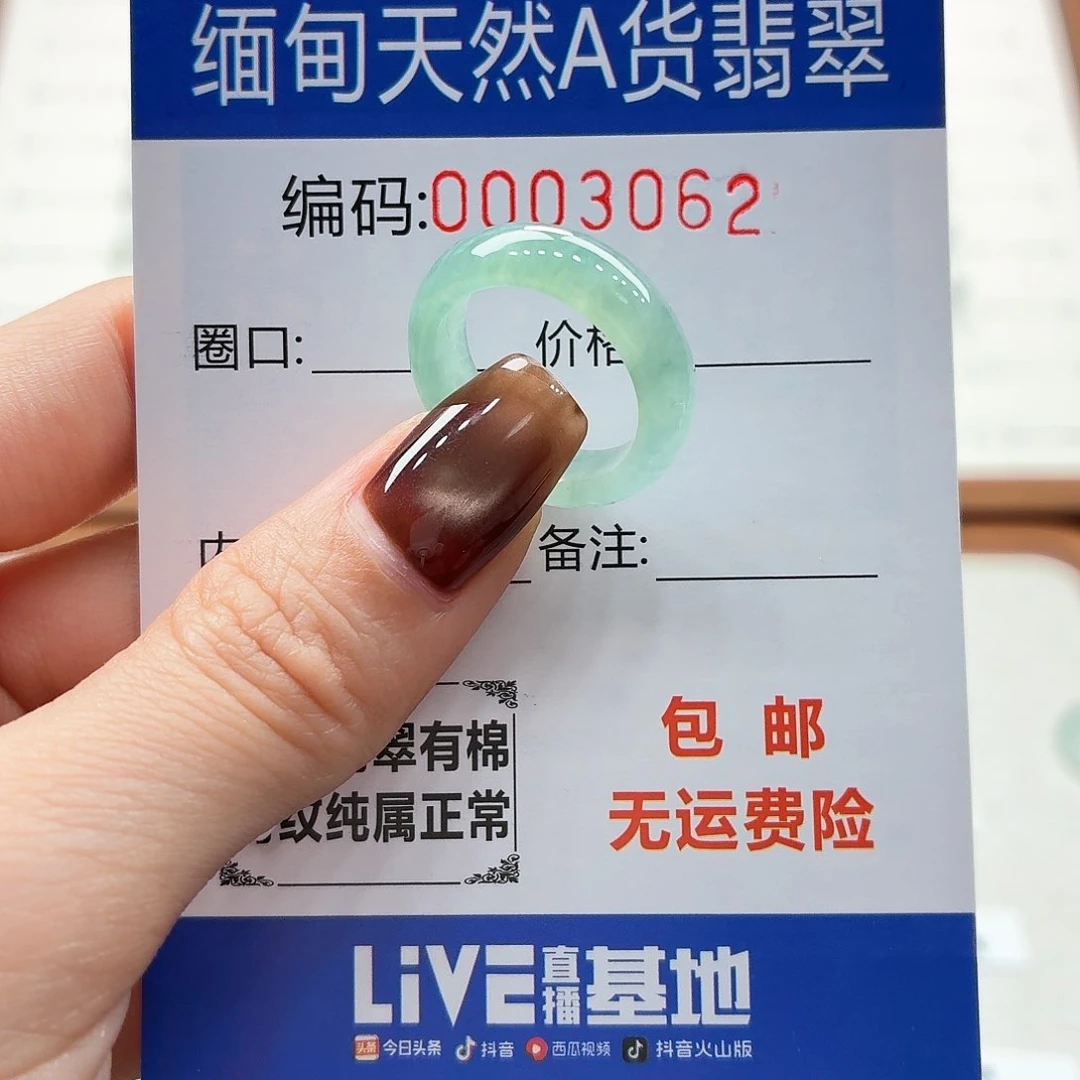 缅甸天然A货翡翠
编码:0003062
圈口: 价格
备注:
翠有棉
纹纯属正常
包 邮
无运费险
LiVE直播基地
头条 今日头条 抖音 西瓜视频 抖音火山版